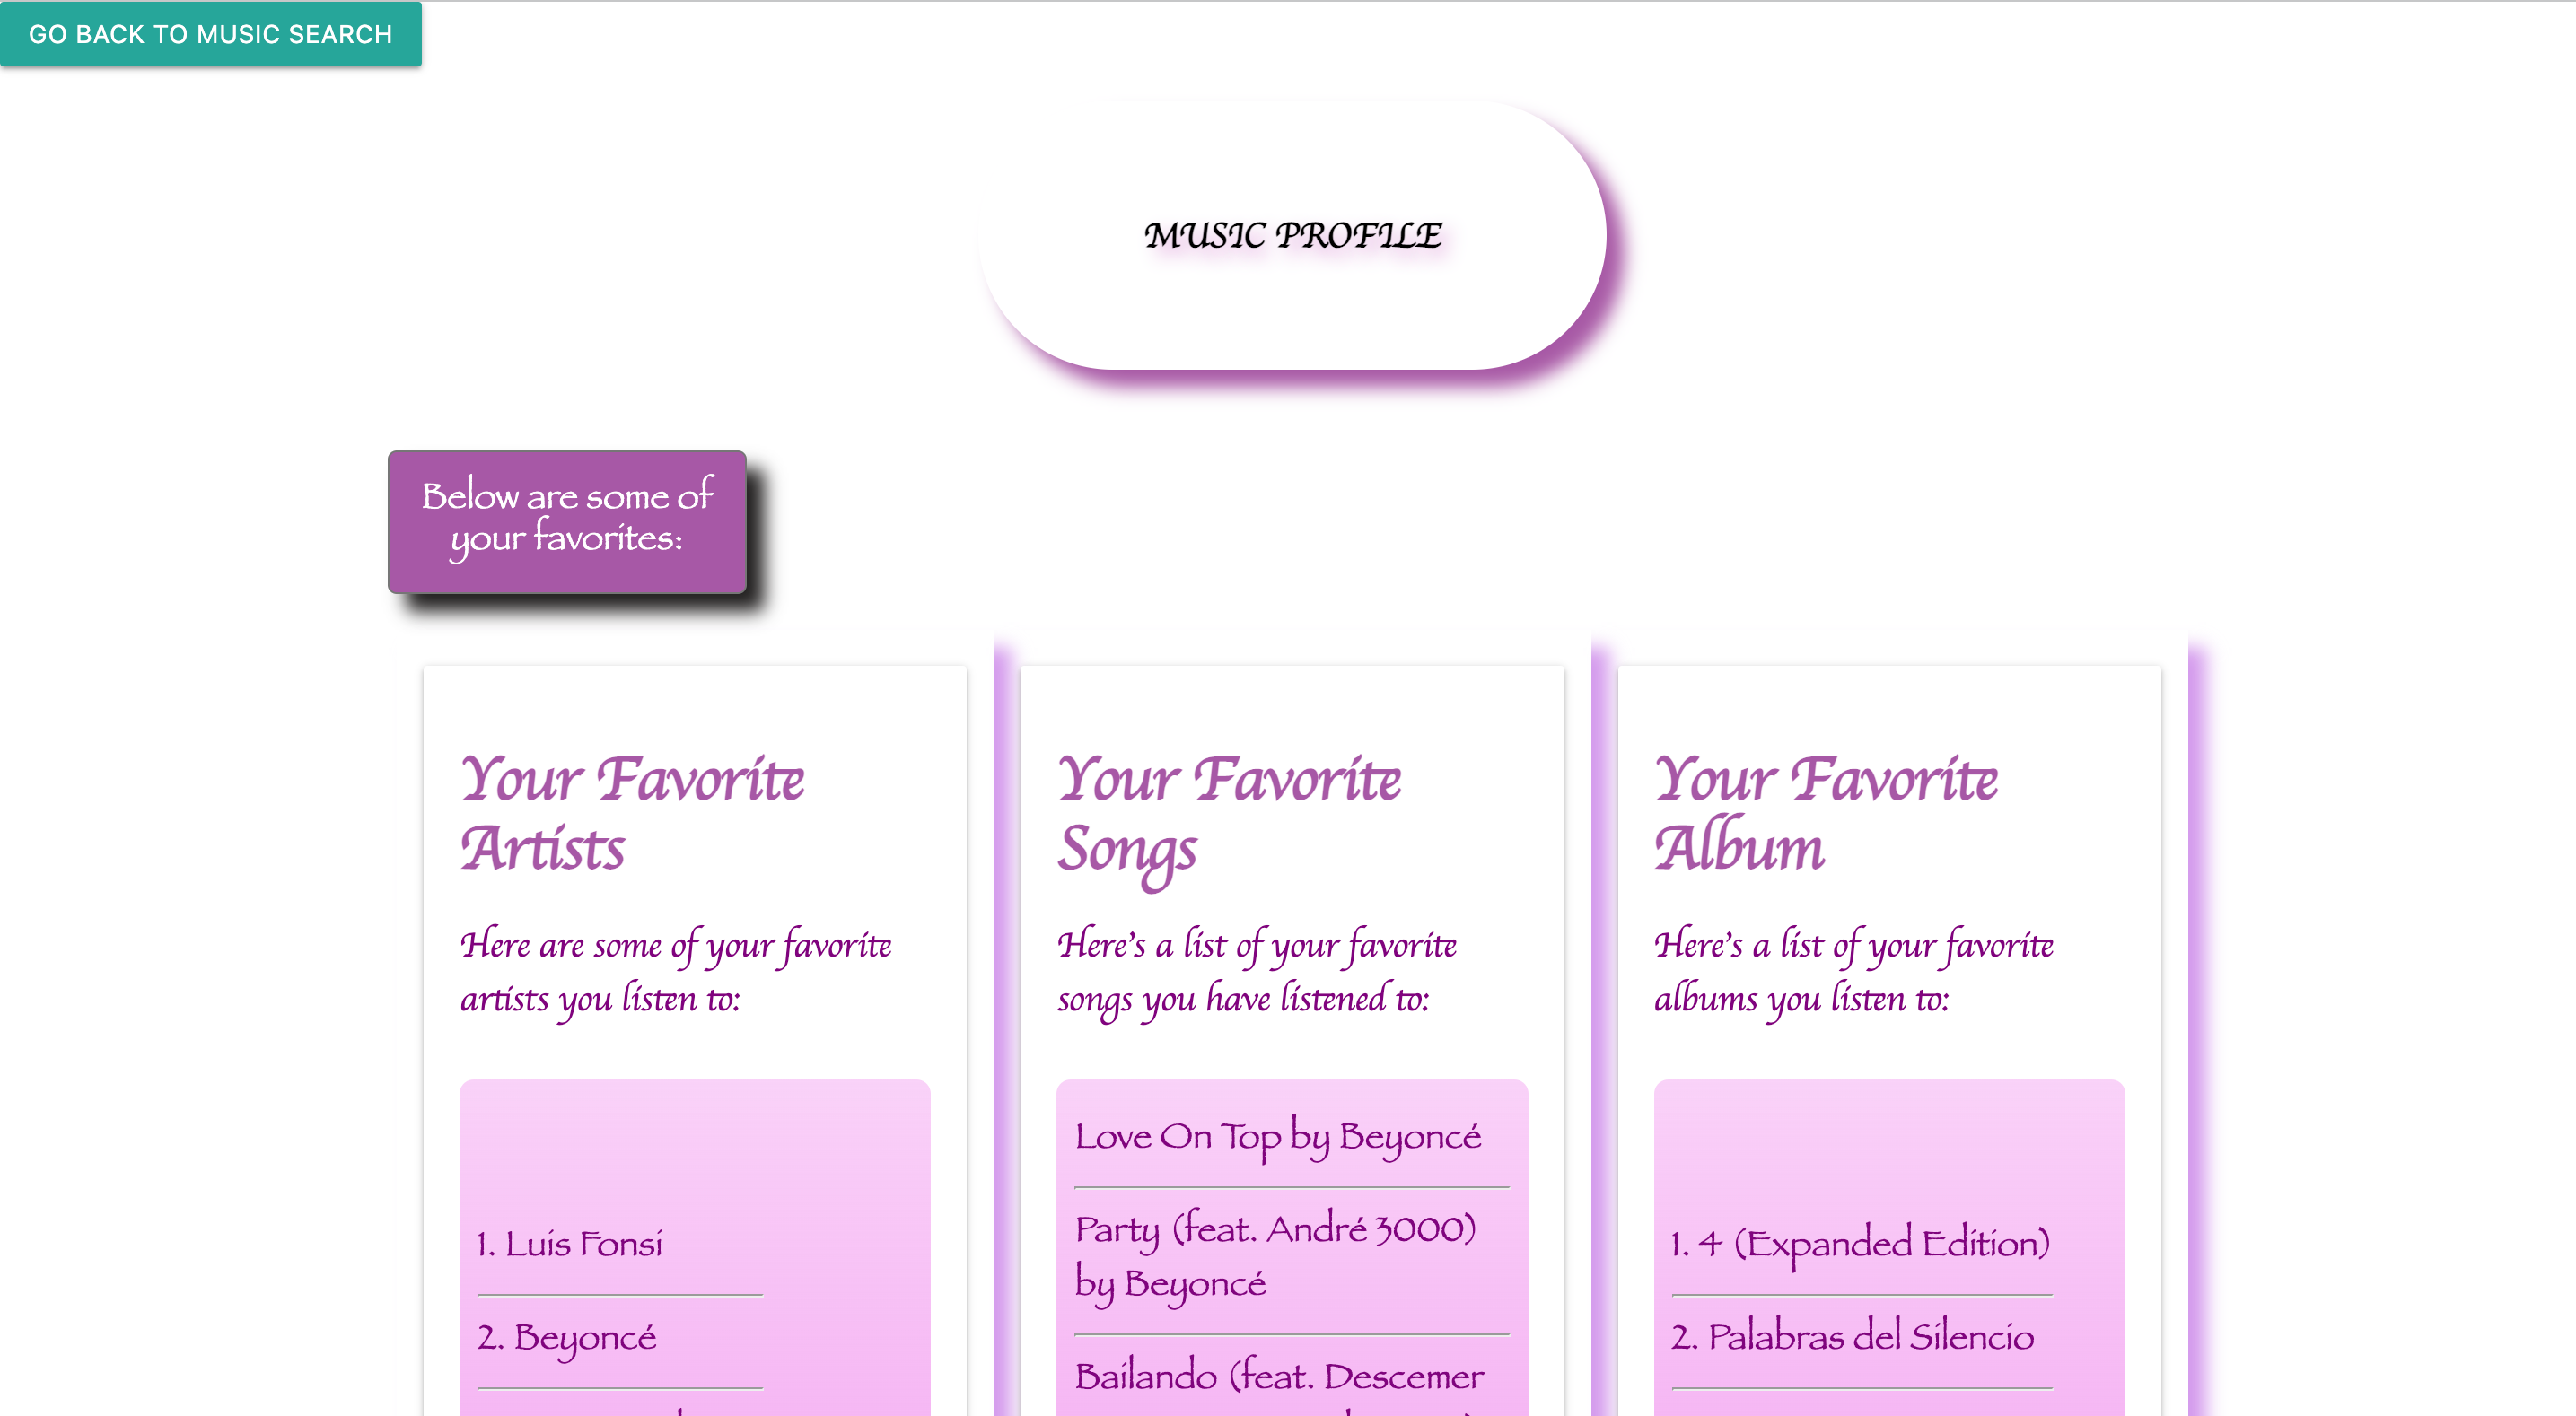 GO BACK TO MUSIC SEARCH
MUSIC PROFILE
Below are some of
your favorites:
Your Favorite
Artists
Here are some of your favorite
artists you listen to:
1. Luis Fonsi
2. Beyoncé
Your Favorite
Songs
Here's a list of your favorite
songs you have listened to:
Love On Top by Beyoncé
Party (feat. André 3000)
by Beyoncé
Bailando (feat. Descemer
Your Favorite
Album
Here's a list of your favorite
albums you listen to:
1. 4 (Expanded Edition)
2. Palabras del Silencio